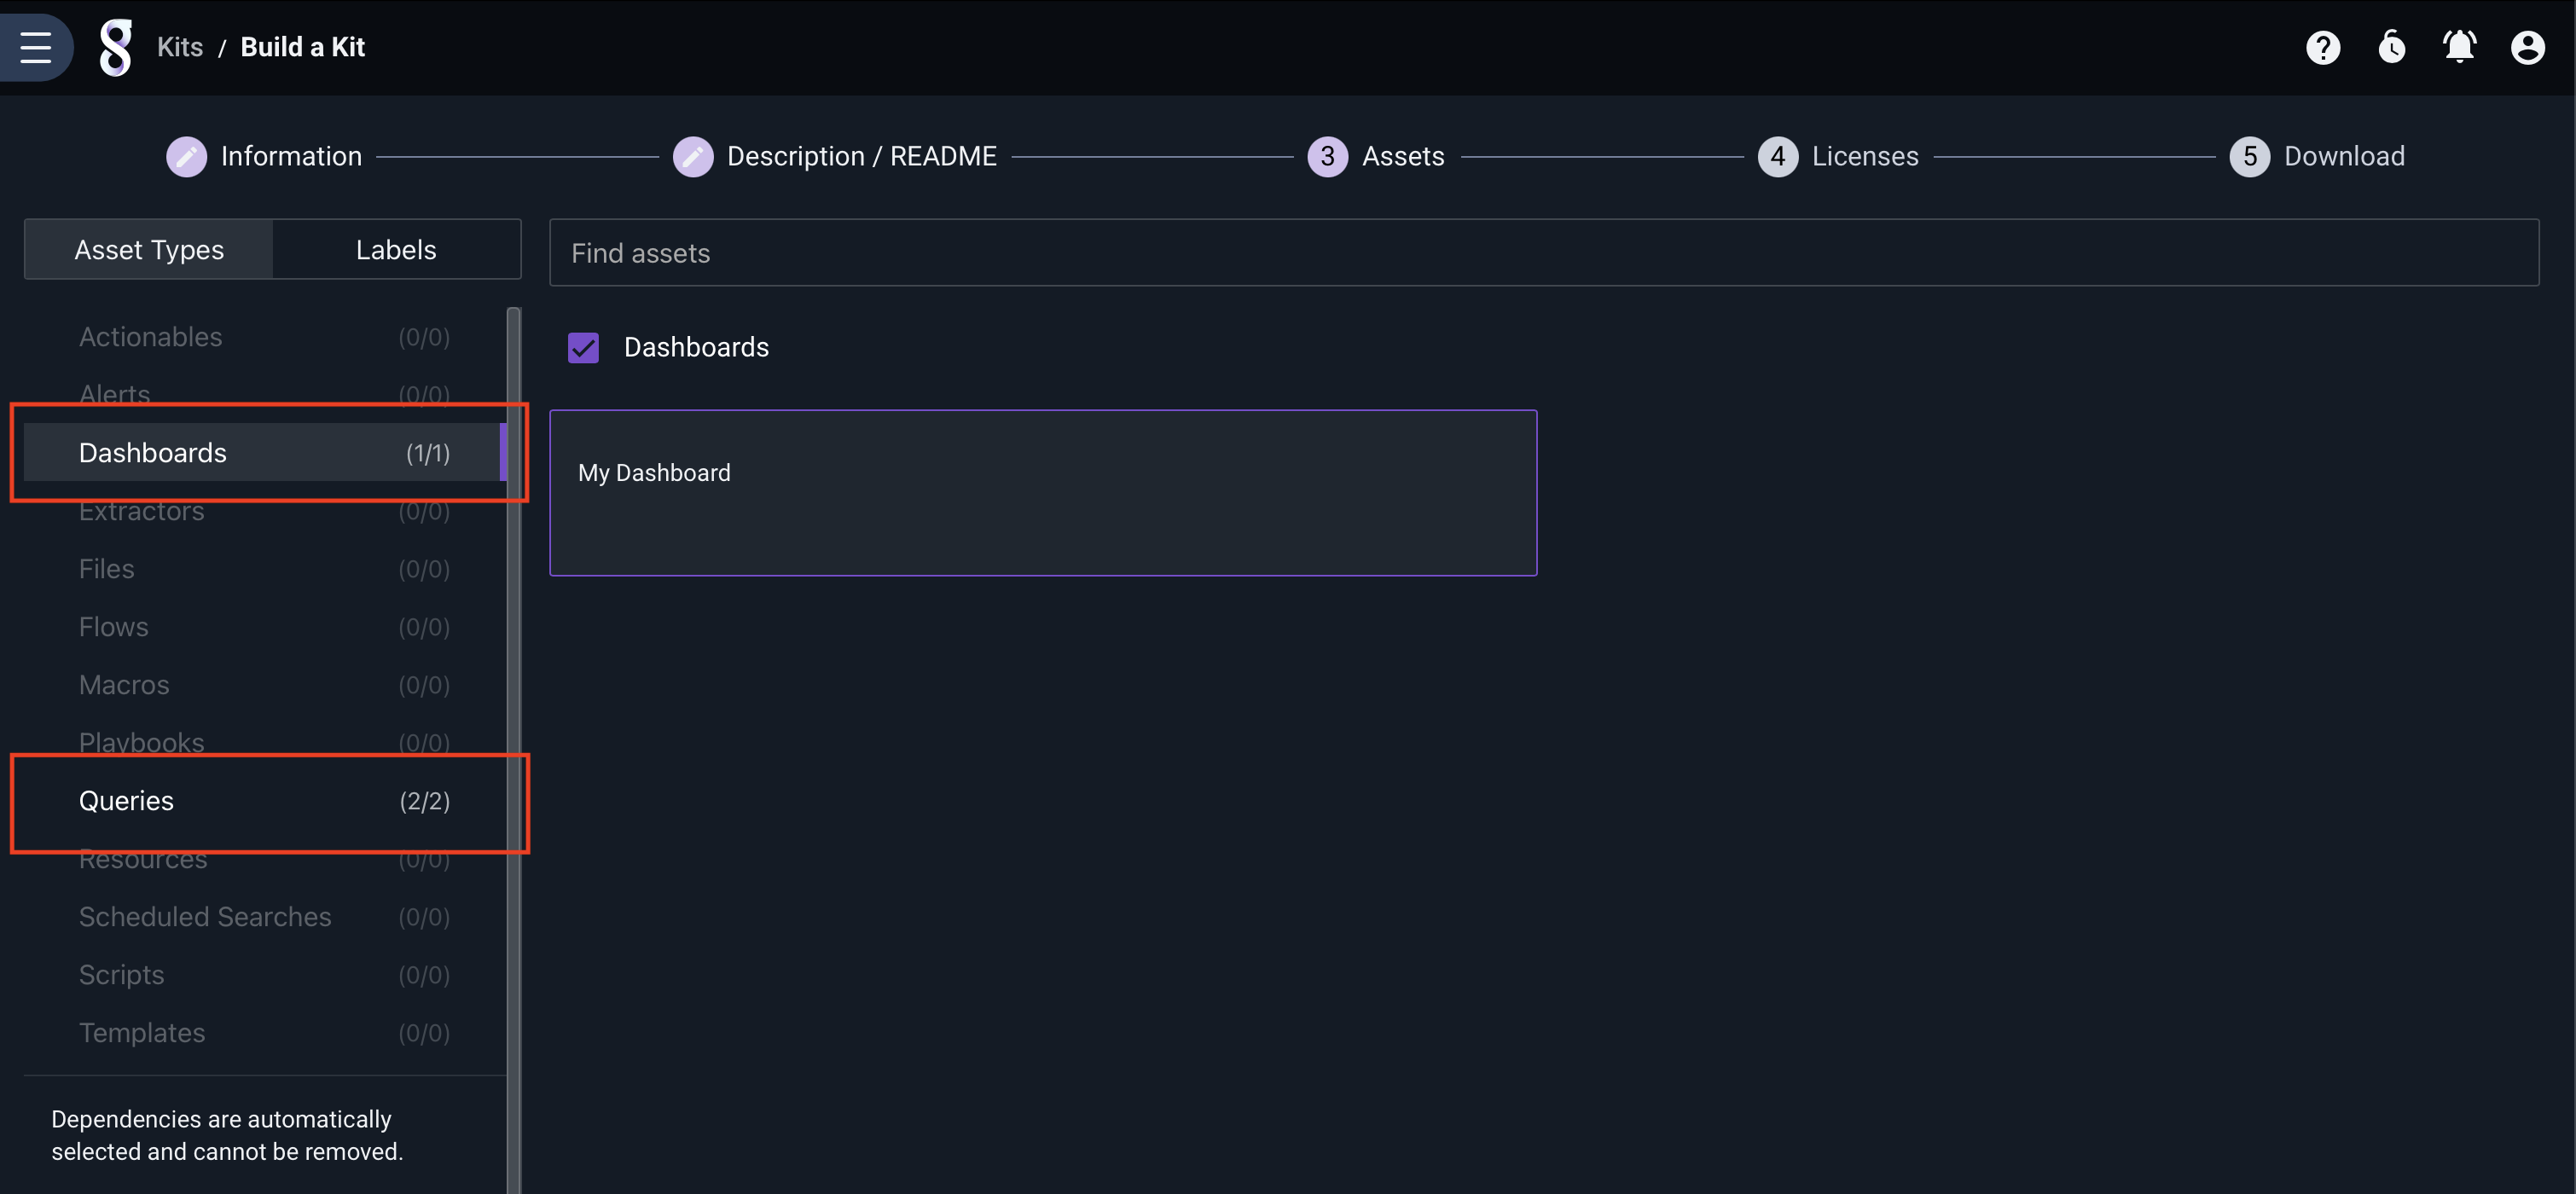 Kits / Build a Kit
Information
Description / README
3 Assets
4 Licenses
5 Download
Asset Types
Labels
Find assets
Actionables (0/0)
Alerts (0/0)
Dashboards (1/1)
Extractors (0/0)
Files (0/0)
Flows (0/0)
Macros (0/0)
Playbooks (0/0)
Queries (2/2)
Resources (0/0)
Scheduled Searches (0/0)
Scripts (0/0)
Templates (0/0)
Dependencies are automatically
selected and cannot be removed.
Dashboards
My Dashboard